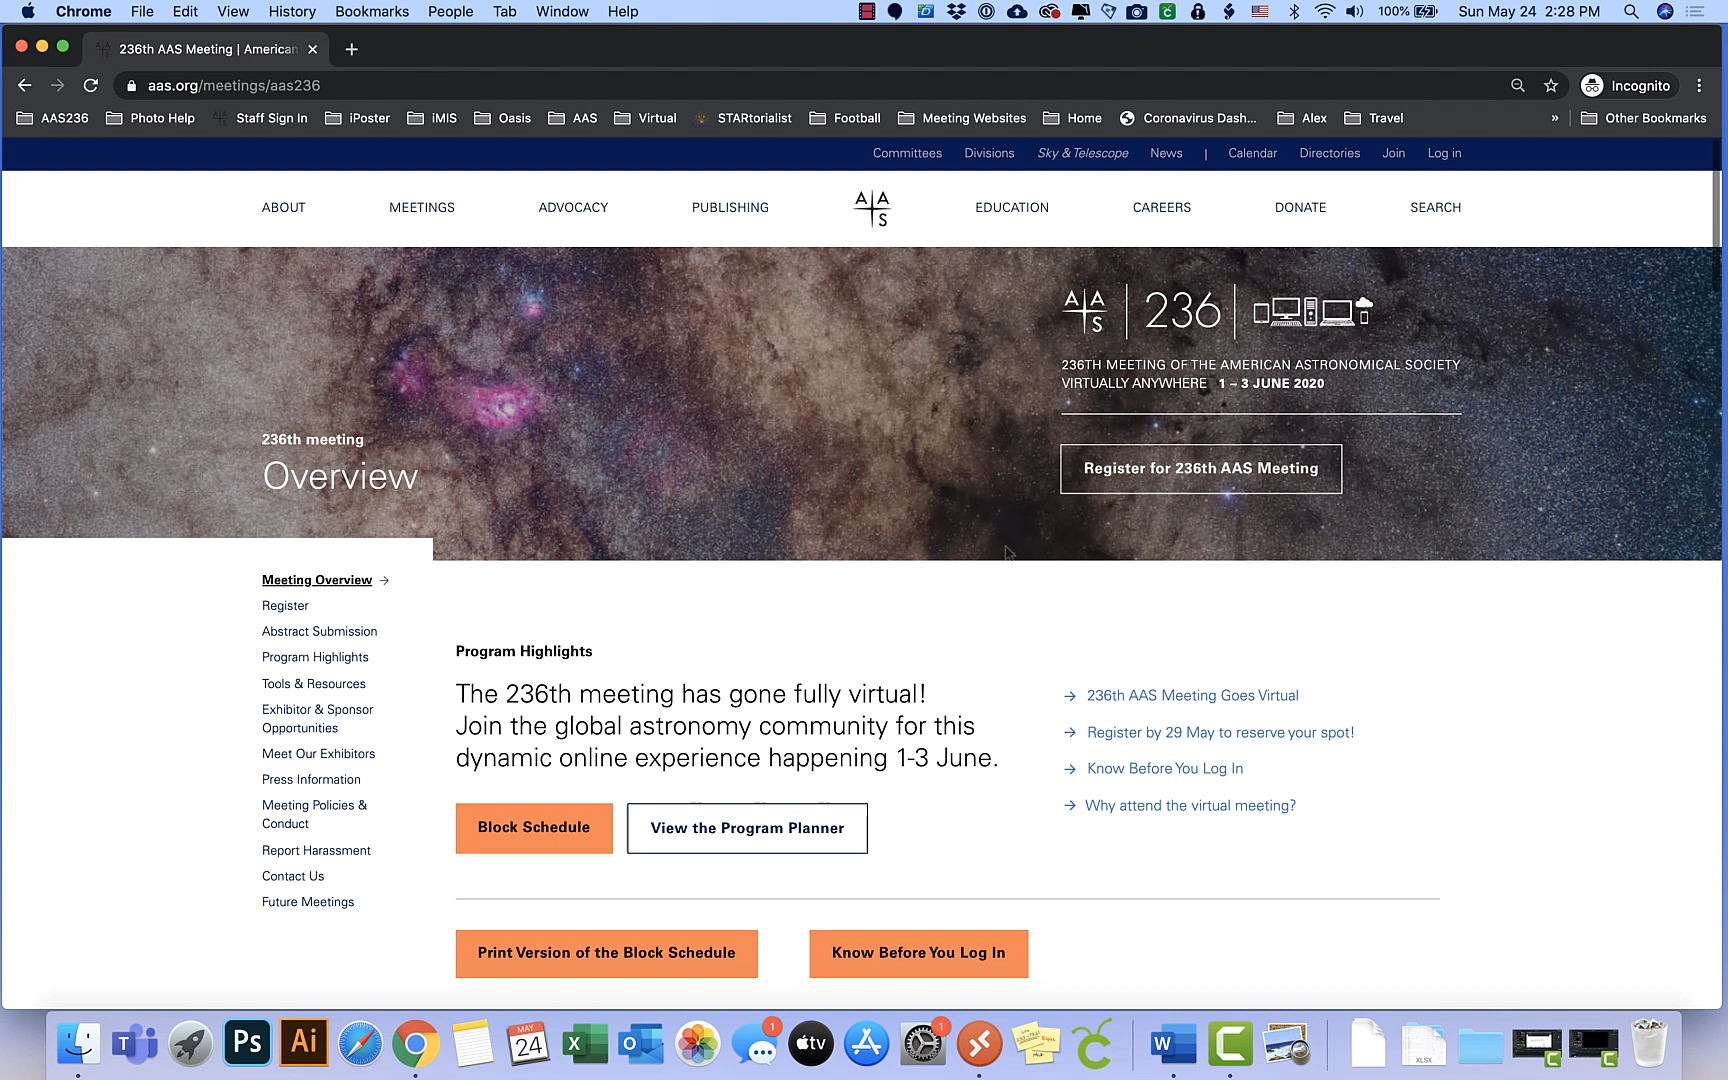 Chrome File Edit View History Bookmarks People Tab Window Help 100% Sun May 24 2:28 PM
236th AAS Meeting | American
aas.org/meetings/aas236 Incognito
AAS236 Photo Help Staff Sign In iPoster iMIS Oasis AAS Virtual STARtorialist Football Meeting Websites Home Coronavirus Dash... Alex Travel » Other Bookmarks
Committees Divisions Sky & Telescope News | Calendar Directories Join Log in
ABOUT MEETINGS ADVOCACY PUBLISHING AAS EDUCATION CAREERS DONATE SEARCH
AAS 236
236TH MEETING OF THE AMERICAN ASTRONOMICAL SOCIETY
VIRTUALLY ANYWHERE 1 – 3 JUNE 2020
Register for 236th AAS Meeting
236th meeting
Overview
Meeting Overview
Register
Abstract Submission
Program Highlights
Tools & Resources
Exhibitor & Sponsor
Opportunities
Meet Our Exhibitors
Press Information
Meeting Policies &
Conduct
Report Harassment
Contact Us
Future Meetings
Program Highlights
The 236th meeting has gone fully virtual!
Join the global astronomy community for this
dynamic online experience happening 1-3 June.
Block Schedule View the Program Planner
236th AAS Meeting Goes Virtual
Register by 29 May to reserve your spot!
Know Before You Log In
Why attend the virtual meeting?
Print Version of the Block Schedule Know Before You Log In
T Ps Ai MAY 24 X O 1 tv 1 W C XLSX C C